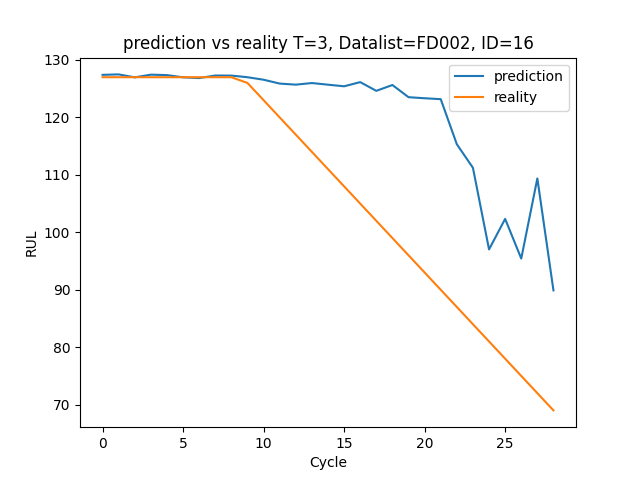 prediction vs reality T=3, Datalist=FD002, ID=16
prediction
reality
130
120
110
100
90
80
70
RUL
0 5 10 15 20 25
Cycle